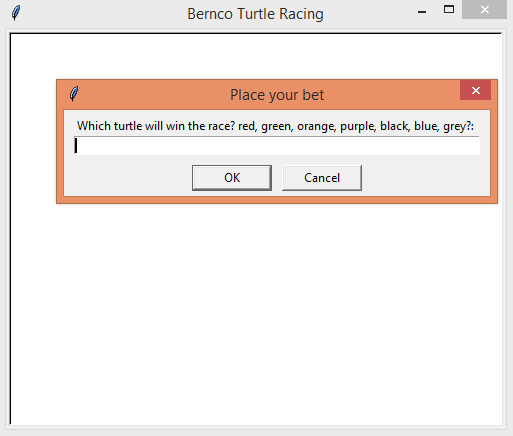 Bernco Turtle Racing
Place your bet
Which turtle will win the race? red, green, orange, purple, black, blue, grey?:
OK Cancel